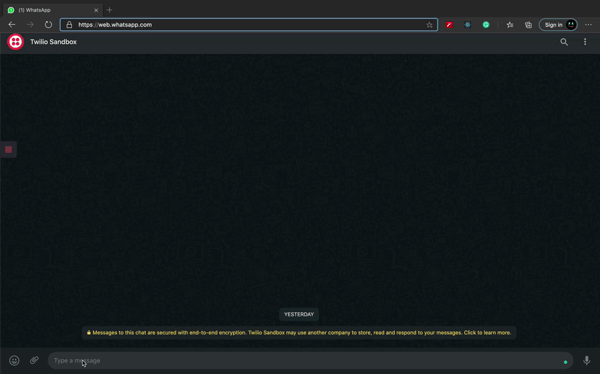 (1) WhatsApp
https://web.whatsapp.com
Sign in
Twilio Sandbox
YESTERDAY
Messages to this chat are secured with end-to-end encryption. Twilio Sandbox may use another company to store, read and respond to your messages. Click to learn more.
Type a message